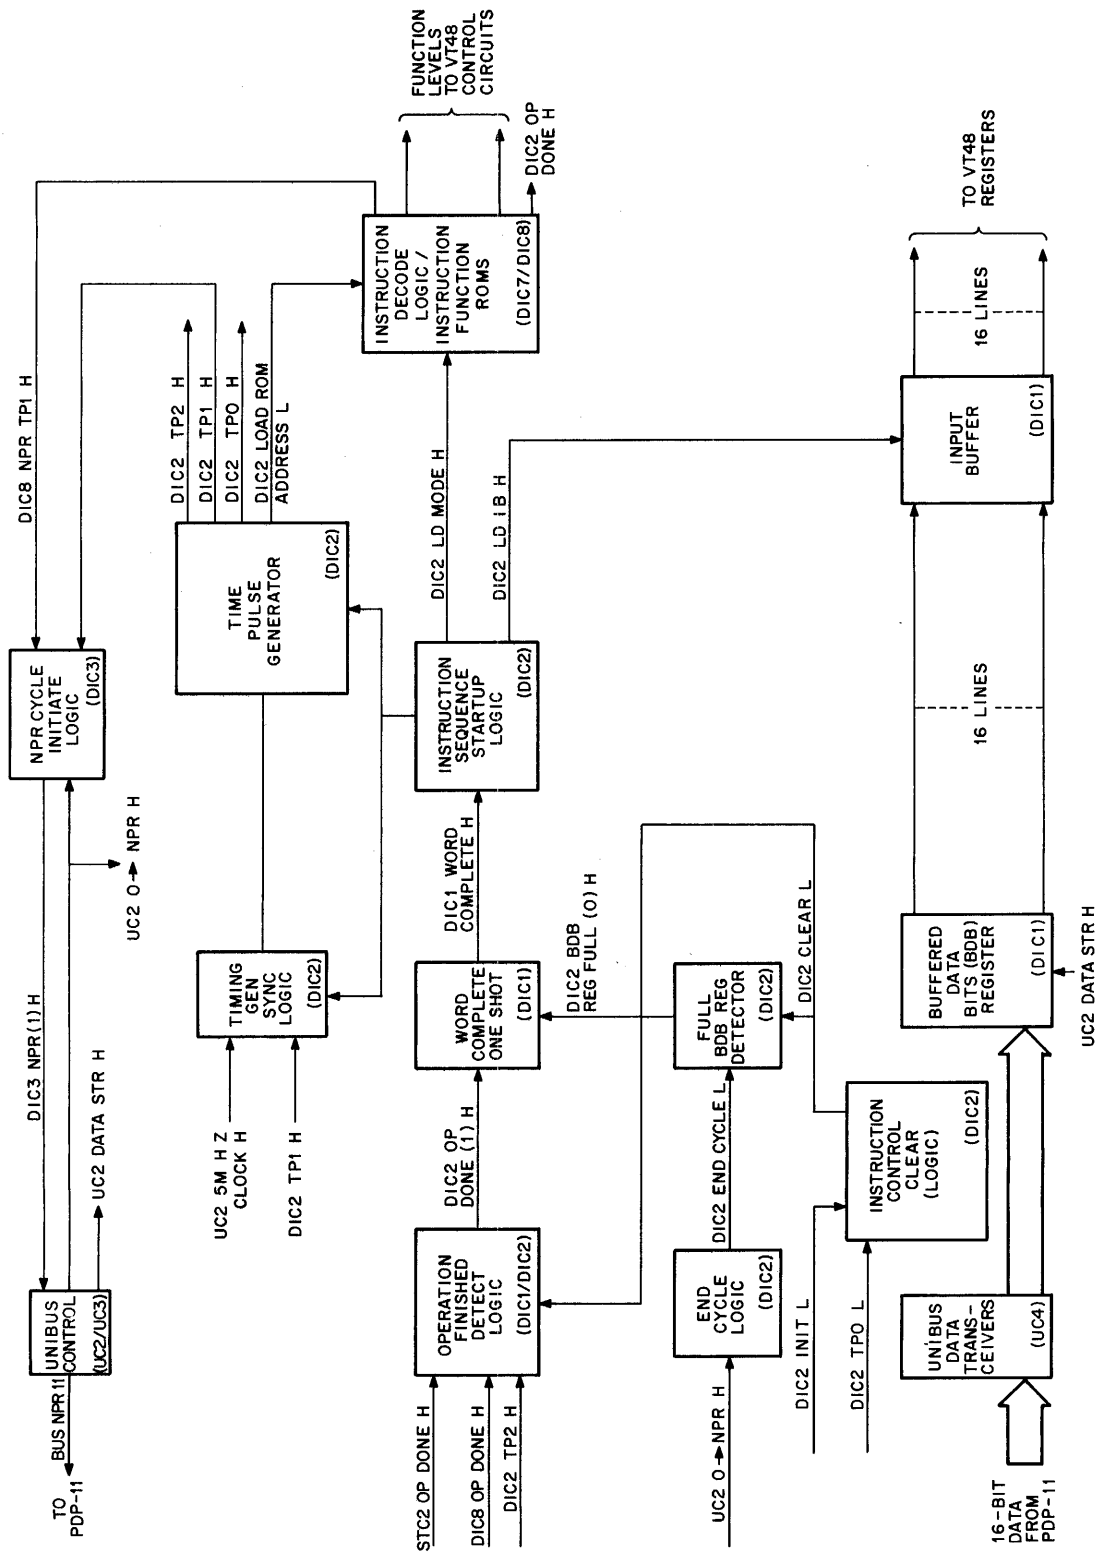 TO
PDP-11
BUS NPR 11
UNIBUS
CONTROL
(UC2/UC3)
UC2 DATA STR H
DIC3 NPR(1) H
UC2 0→NPR H
NPR CYCLE
INITIATE
LOGIC
(DIC3)
DIC8 NPR TP1 H
UC2 5M HZ
CLOCK H
DIC2 TP1 H
TIMING
GEN
SYNC
LOGIC
(DIC2)
TIME
PULSE
GENERATOR
(DIC2)
DIC2 TP2 H
DIC2 TP1 H
DIC2 TP0 H
DIC2 LOAD ROM
ADDRESS L
STC2 OP DONE H
DIC8 OP DONE H
DIC2 TP2 H
OPERATION
FINISHED
DETECT
LOGIC
(DIC1/DIC2)
DIC2 OP
DONE (1) H
WORD
COMPLETE
ONE SHOT
(DIC1)
DIC1 WORD
COMPLETE H
INSTRUCTION
SEQUENCE
STARTUP
LOGIC
(DIC2)
DIC2 LD MODE H
DIC2 LD IB H
INSTRUCTION
DECODE
LOGIC/
INSTRUCTION
FUNCTION
ROMS
(DIC7/DIC8)
FUNCTION
LEVELS
TO VT48
CONTROL
CIRCUITS
DIC2 OP
DONE H
UC2 0→NPR H
END
CYCLE
LOGIC
(DIC2)
DIC2 END CYCLE L
FULL
BDB REG
DETECTOR
(DIC2)
DIC2 BDB
REG FULL (0) H
DIC2 CLEAR L
DIC2 INIT L
DIC2 TP0 L
INSTRUCTION
CONTROL
CLEAR
(LOGIC)
(DIC2)
16-BIT
DATA
FROM
PDP-11
UNIBUS
DATA
TRANS-
CEIVERS
(UC4)
BUFFERED
DATA
BITS (BDB)
REGISTER
(DIC1)
UC2 DATA STR H
16 LINES
INPUT
BUFFER
(DIC1)
16 LINES
TO VT48
REGISTERS